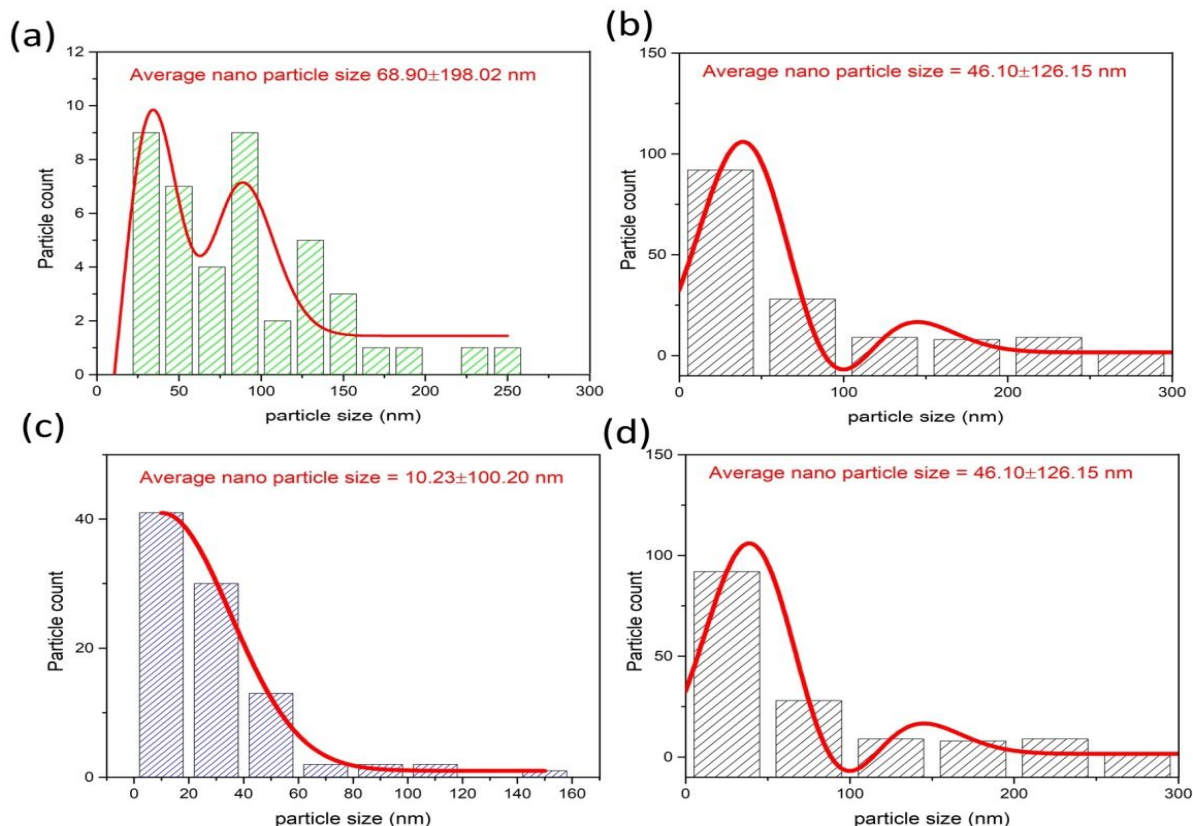 (a)
Average nano particle size 68.90±198.02 nm
Particle count
12
10
8
6
4
2
0
0 50 100 150 200 250 300
particle size (nm)
(b)
Average nano particle size = 46.10±126.15 nm
Particle count
150
100
50
0
0 100 200 300
particle size (nm)
(c)
Average nano particle size = 10.23±100.20 nm
Particle count
40
20
0
0 20 40 60 80 100 120 140 160
particle size (nm)
(d)
Average nano particle size = 46.10±126.15 nm
Particle count
150
100
50
0
0 100 200 300
particle size (nm)